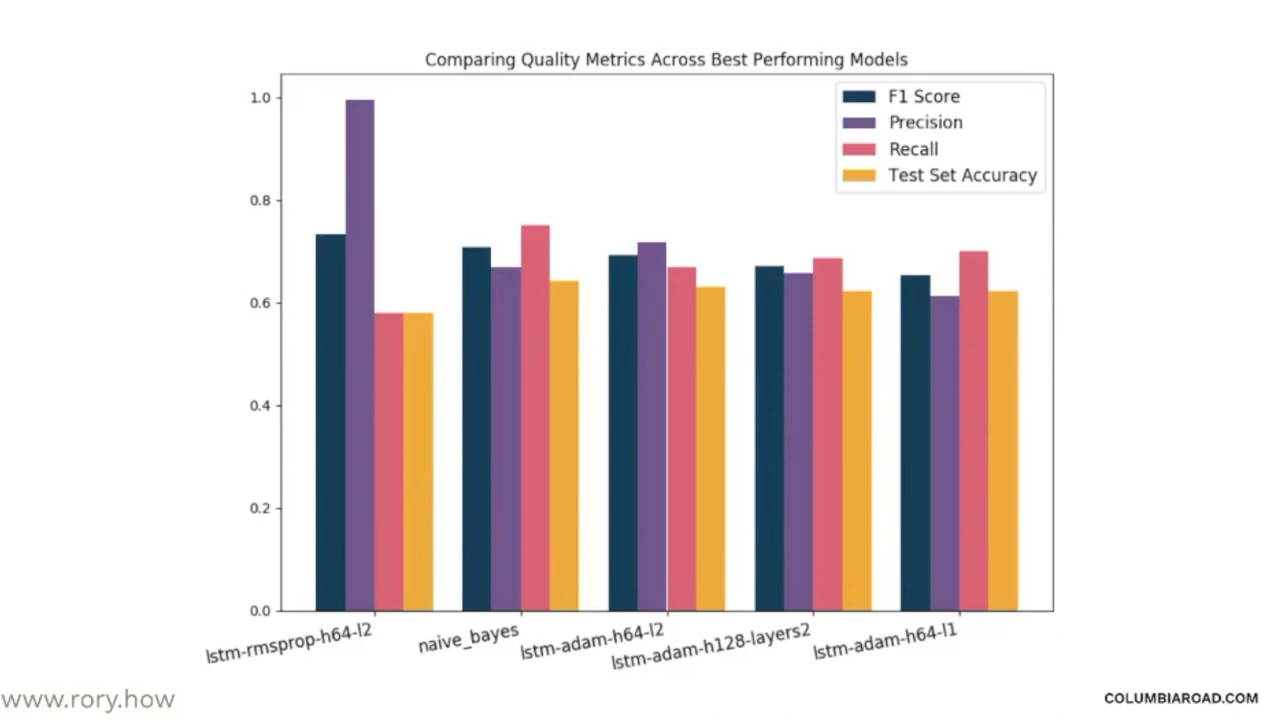 Comparing Quality Metrics Across Best Performing Models
F1 Score
Precision
Recall
Test Set Accuracy
1.0
0.8
0.6
0.4
0.2
0.0
lstm-rmsprop-h64-l2
naive_bayes
lstm-adam-h64-l2
lstm-adam-h128-layers2
lstm-adam-h64-l1
www.rory.how
COLUMBIAROAD.COM